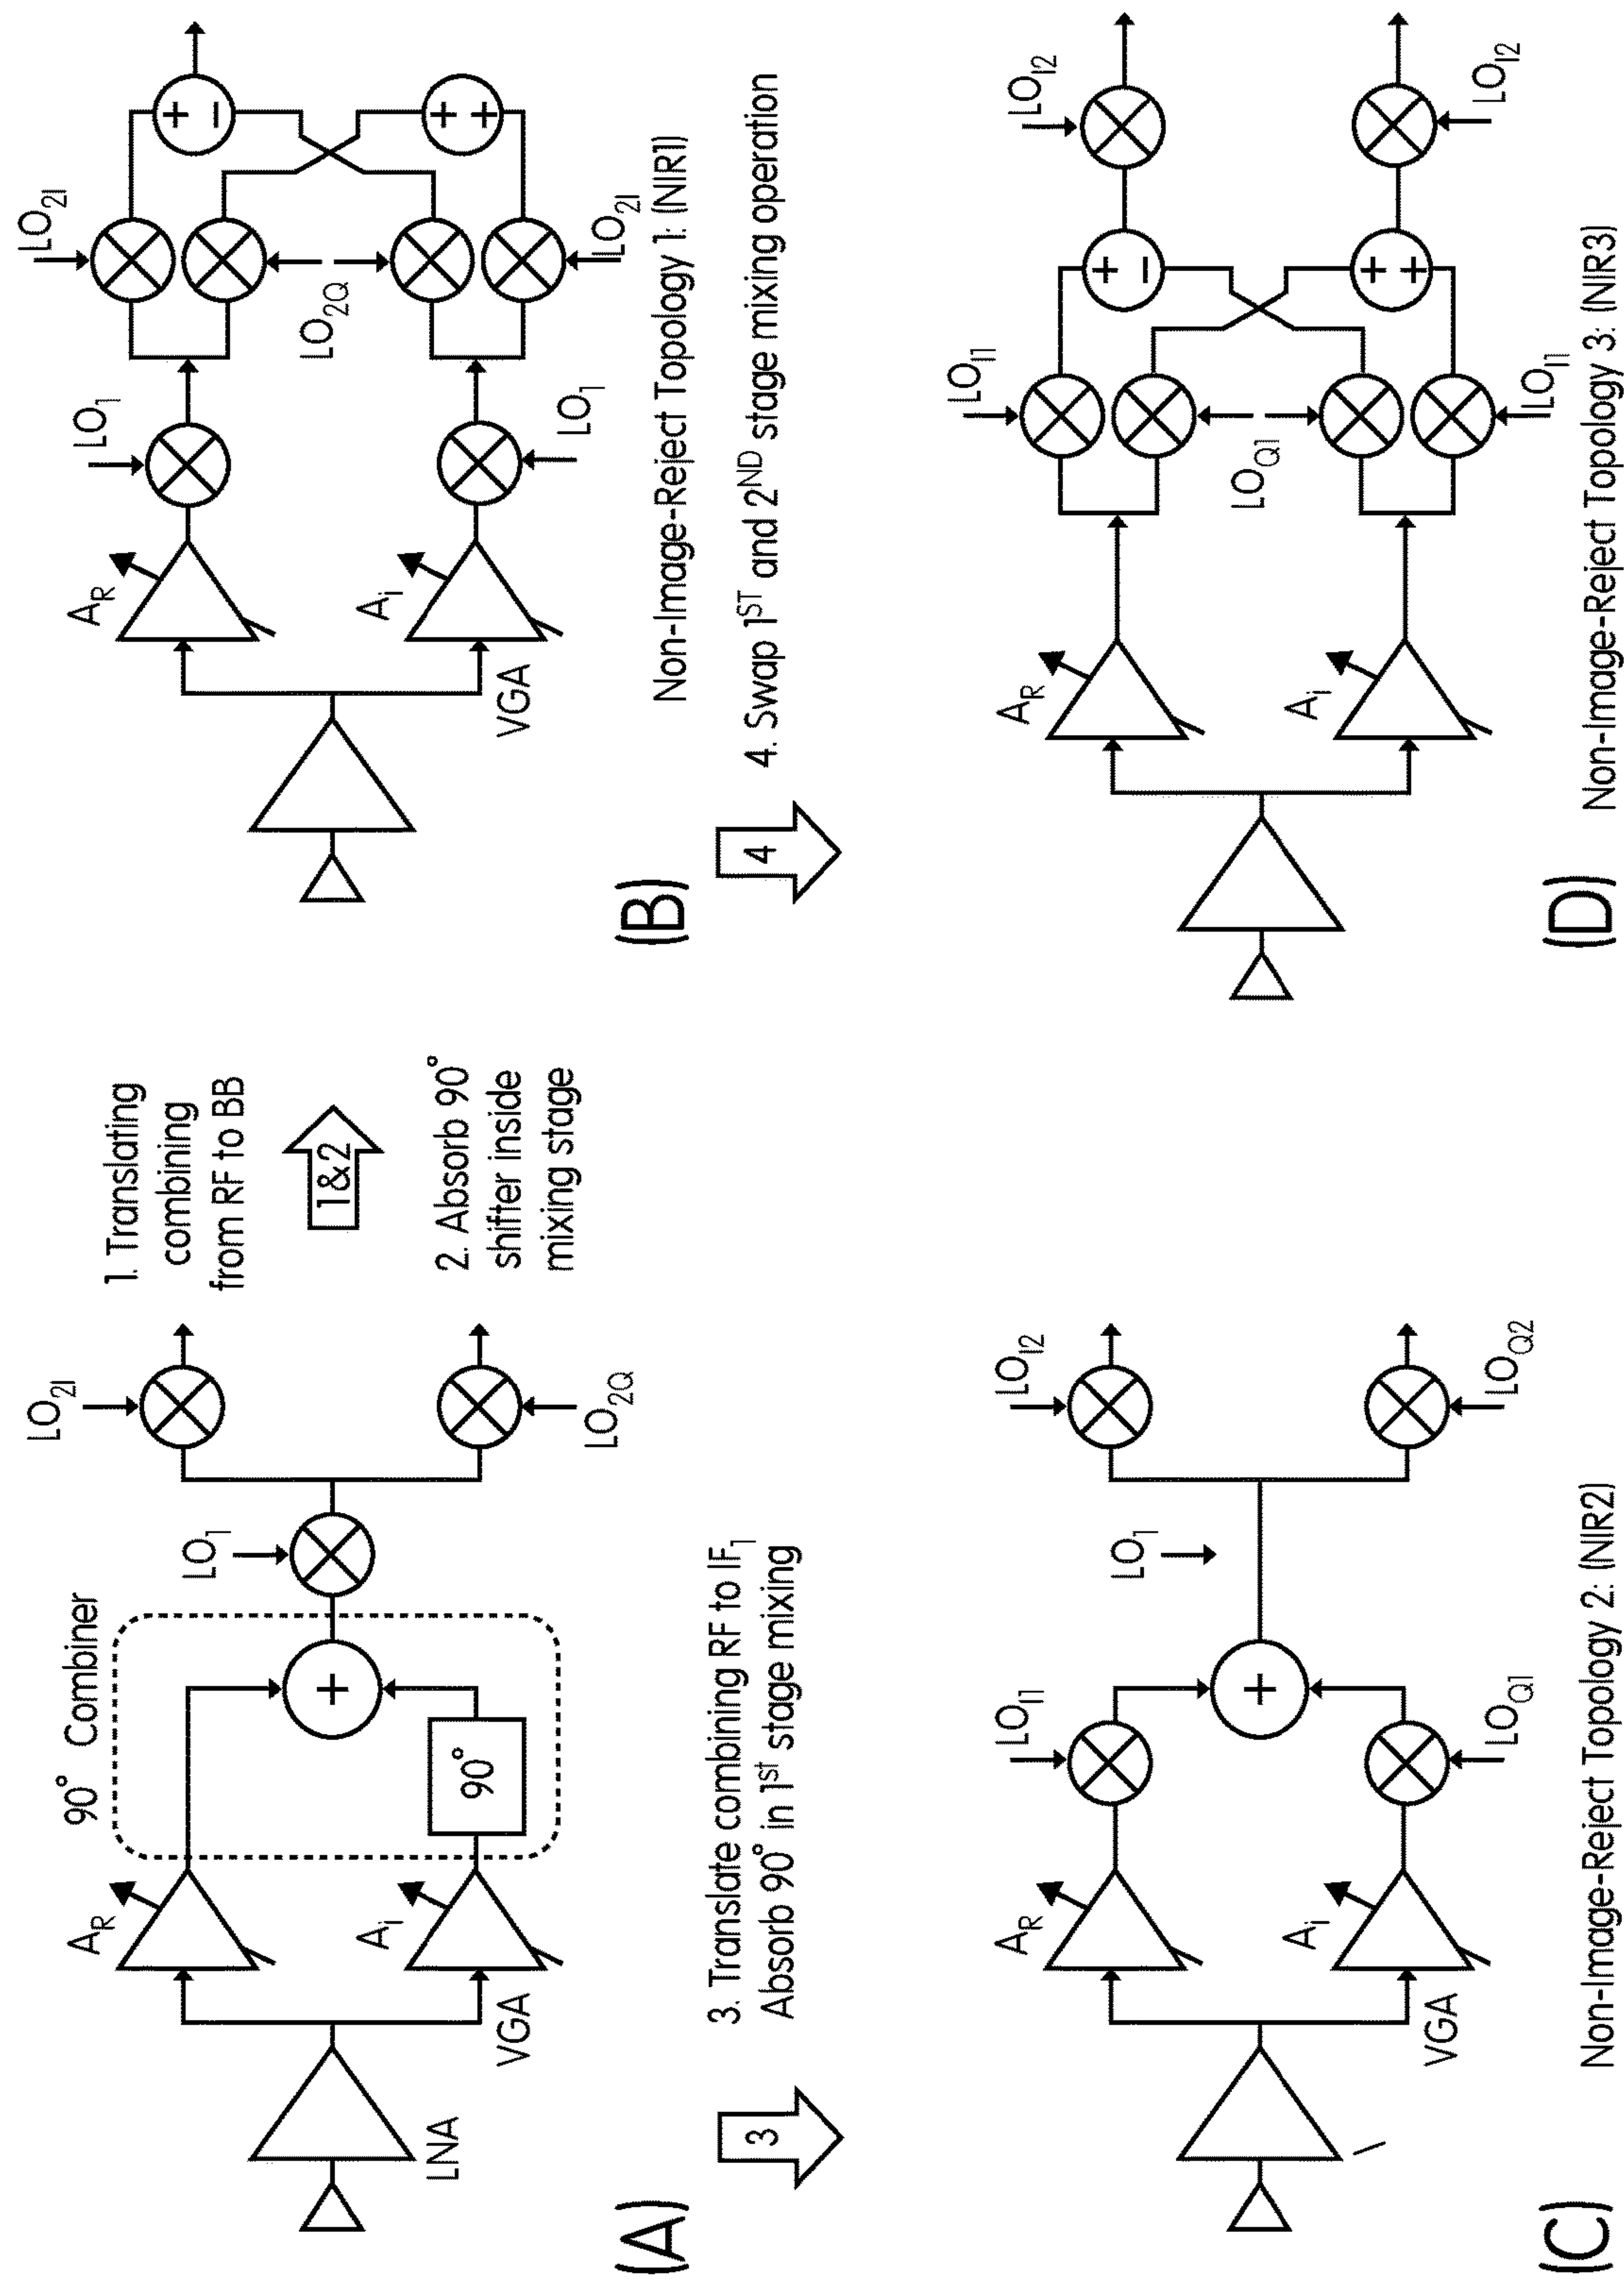 90° Combiner
A_R
A_i
LNA
VGA
90°
+
LO_1
LO_2I
LO_2Q
(A)
1. Translating
combining
from RF to BB
1&2
2. Absorb 90°
shifter inside
mixing stage
A_R
A_i
VGA
LO_1
LO_1
LO_2I
LO_2Q
LO_2I
+
−
+
+
Non-Image-Reject Topology 1: (NIR1)
(B)
3
3. Translate combining RF to IF_1
Absorb 90° in 1ST stage mixing
4
4. Swap 1ST and 2ND stage mixing operation
A_R
A_i
VGA
LO_I1
LO_Q1
+
LO_1
LO_I2
LO_Q2
Non-Image-Reject Topology 2: (NIR2)
(C)
A_R
A_i
LO_I1
LO_Q1
LO_I1
+
−
+
+
LO_I2
LO_I2
Non-Image-Reject Topology 3: (NIR3)
(D)